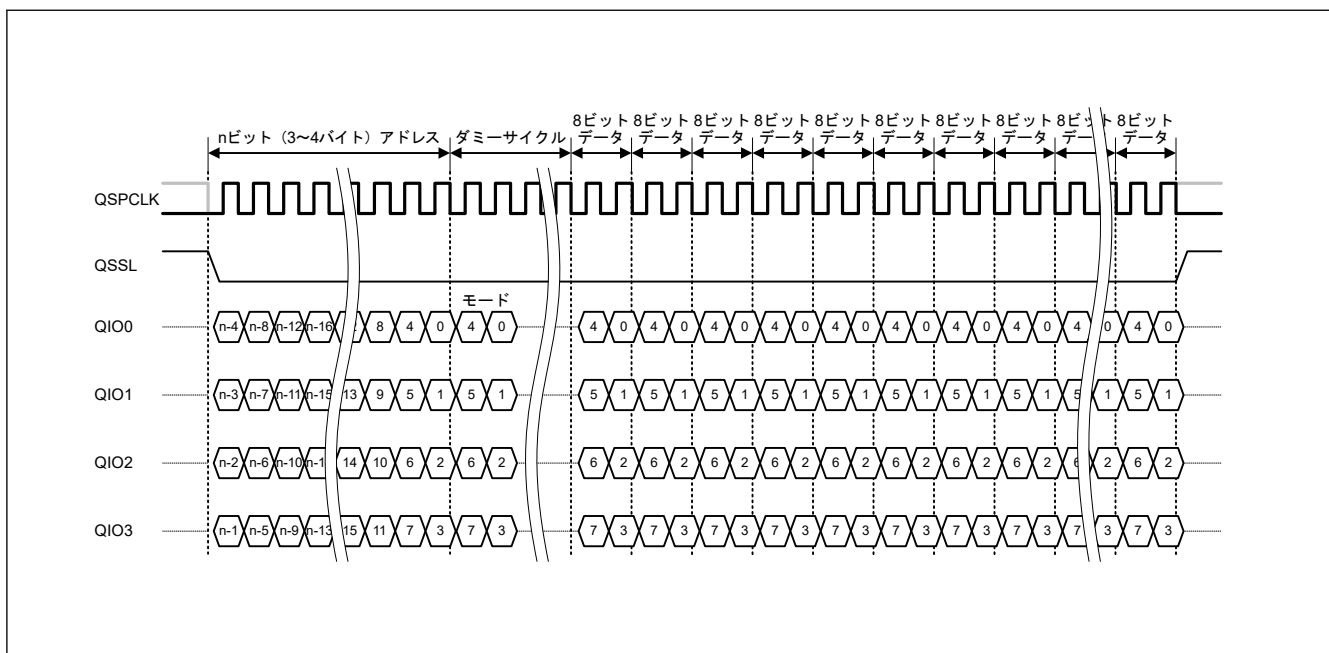 8ビット 8ビット 8ビット 8ビット 8ビット 8ビット 8ビット 8ビット 8ビット 8ビット
nビット（3～4バイト）アドレス ダミーサイクル データ データ データ データ データ データ データ データ データ データ
QSPCLK
QSSL
モード
QIO0 n-4 n-8 n-12 n-16 8 4 0 4 0 4 0 4 0 4 0 4 0 4 0 4 0 4 0 4 0 4 0 4 0
QIO1 n-3 n-7 n-11 n-15 13 9 5 1 5 1 5 1 5 1 5 1 5 1 5 1 5 1 5 1 5 1 5 1 5 1
QIO2 n-2 n-6 n-10 14 10 6 2 6 2 6 2 6 2 6 2 6 2 6 2 6 2 6 2 6 2 6 2 6 2
QIO3 n-1 n-5 n-9 n-13 15 11 7 3 7 3 7 3 7 3 7 3 7 3 7 3 7 3 7 3 7 3 7 3 7 3